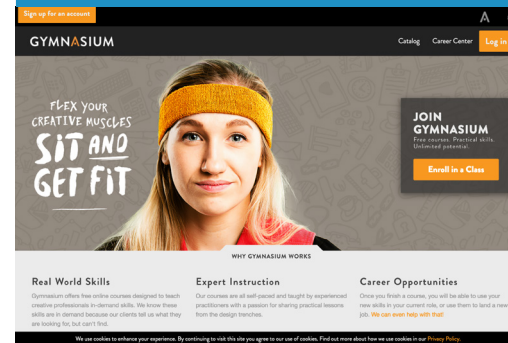 Sign up for an account
A
GYMNASIUM
Catalog Career Center Log in
FLEX YOUR
CREATIVE MUSCLES
SIT AND
GET FIT
JOIN
GYMNASIUM
Free courses. Practical skills.
Unlimited potential.
Enroll in a Class
WHY GYMNASIUM WORKS
Real World Skills
Gymnasium offers free online courses designed to teach
creative professionals in-demand skills. We know these
skills are in demand because our clients tell us what they
are looking for, but can't find.
Expert Instruction
Our courses are all self-paced and taught by experienced
practitioners with a passion for sharing practical lessons
from the design trenches.
Career Opportunities
Once you finish a course, you will be able to use your
new skills in your current role, or use them to land a new
job. We can even help with that!
We use cookies to enhance your experience. By continuing to visit this site you agree to our use of cookies. Find out more about how we use cookies in our Privacy Policy.